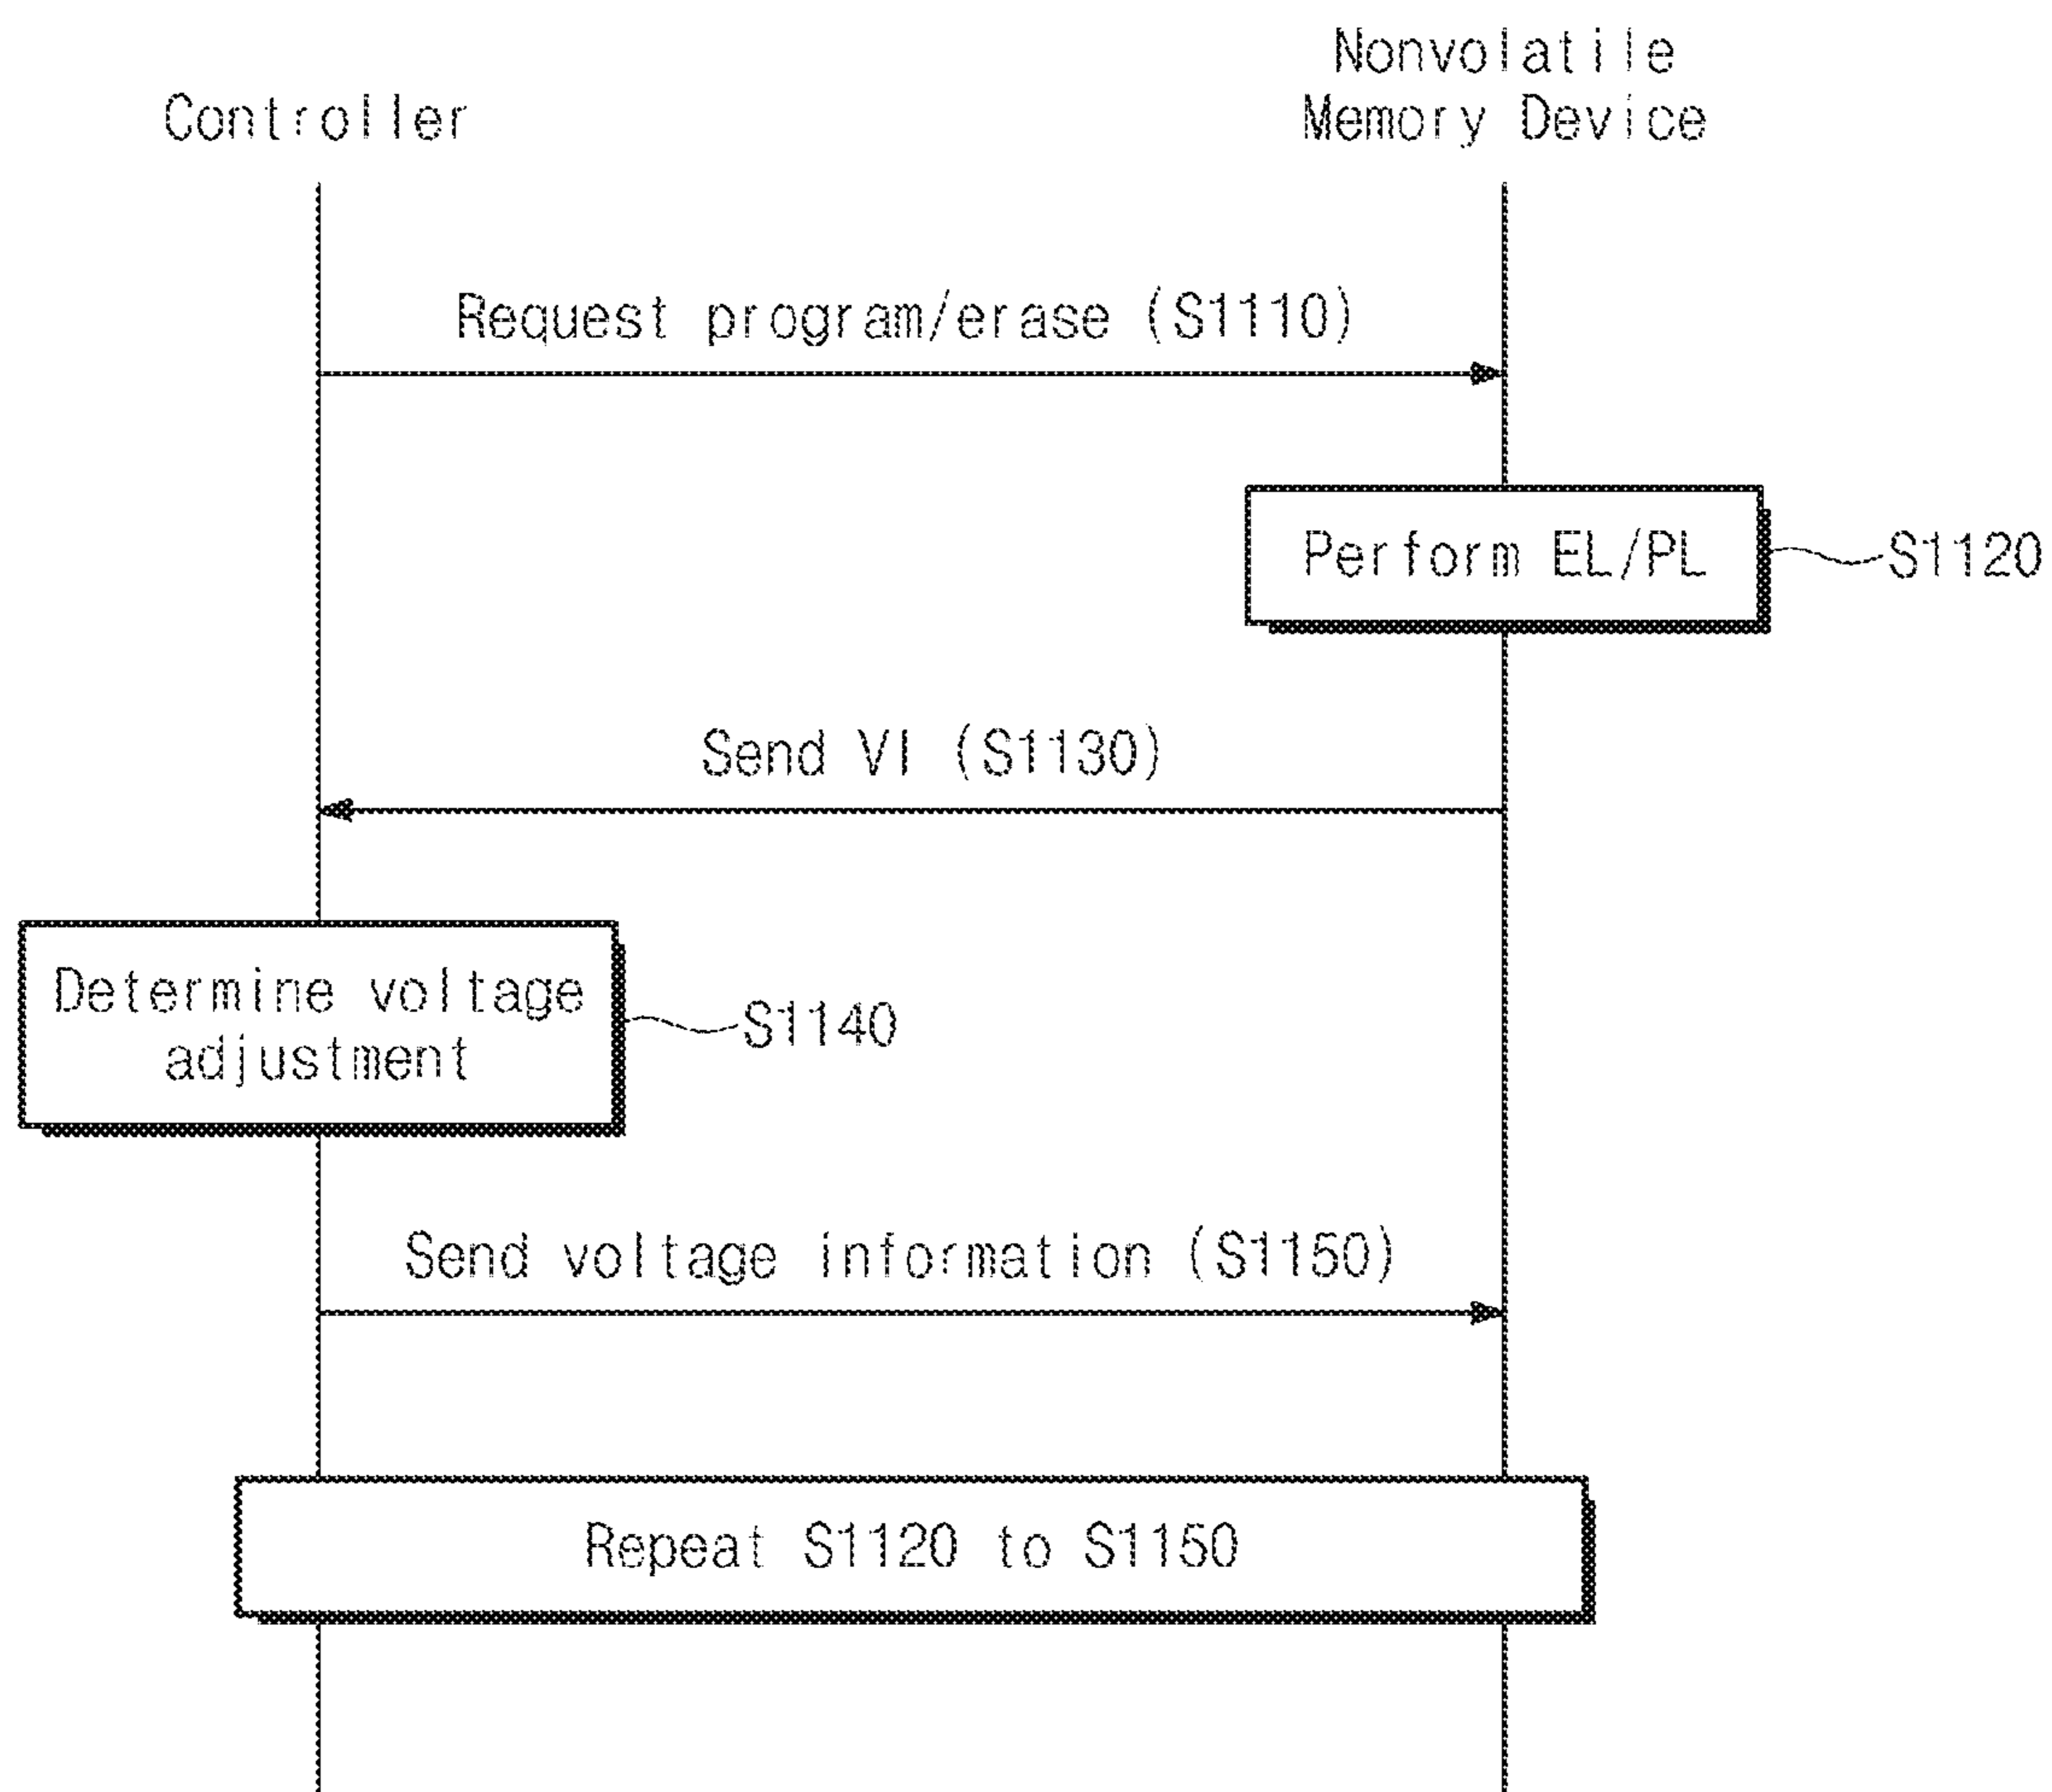 Controller
Nonvolatile
Memory Device
Request program/erase (S1110)
Perform EL/PL
S1120
Send VI (S1130)
Determine voltage
adjustment
S1140
Send voltage information (S1150)
Repeat S1120 to S1150